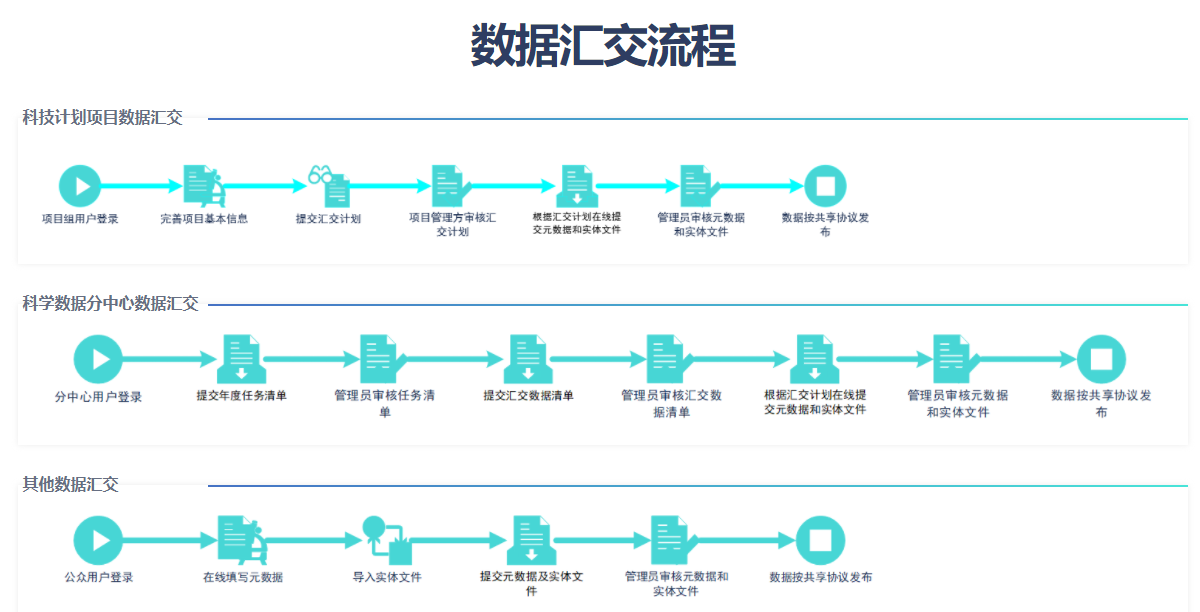 数据汇交流程
科技计划项目数据汇交
项目组用户登录
完善项目基本信息
提交汇交计划
项目管理方审核汇
交计划
根据汇交计划在线提
交元数据和实体文件
管理员审核元数据
和实体文件
数据按共享协议发
布
科学数据分中心数据汇交
分中心用户登录
提交年度任务清单
管理员审核任务清
单
提交汇交数据清单
管理员审核汇交数
据清单
根据汇交计划在线提
交元数据和实体文件
管理员审核元数据
和实体文件
数据按共享协议发
布
其他数据汇交
公众用户登录
在线填写元数据
导入实体文件
提交元数据及实体文
件
管理员审核元数据和
实体文件
数据按共享协议发布